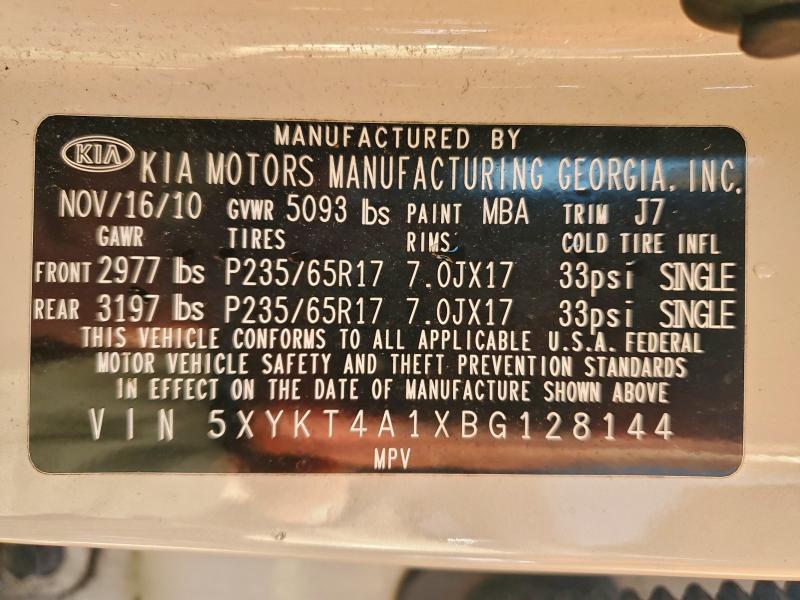 MANUFACTURED BY
KIA KIA MOTORS MANUFACTURING GEORGIA, INC.
NOV/16/10 GVWR 5093 lbs PAINT MBA TRIM J7
GAWR TIRES RIMS COLD TIRE INFL
FRONT 2977 lbs P235/65R17 7.0JX17 33psi SINGLE
REAR 3197 lbs P235/65R17 7.0JX17 33psi SINGLE
THIS VEHICLE CONFORMS TO ALL APPLICABLE U.S.A. FEDERAL
MOTOR VEHICLE SAFETY AND THEFT PREVENTION STANDARDS
IN EFFECT ON THE DATE OF MANUFACTURE SHOWN ABOVE
VIN 5XYKT4A1XBG128144
MPV